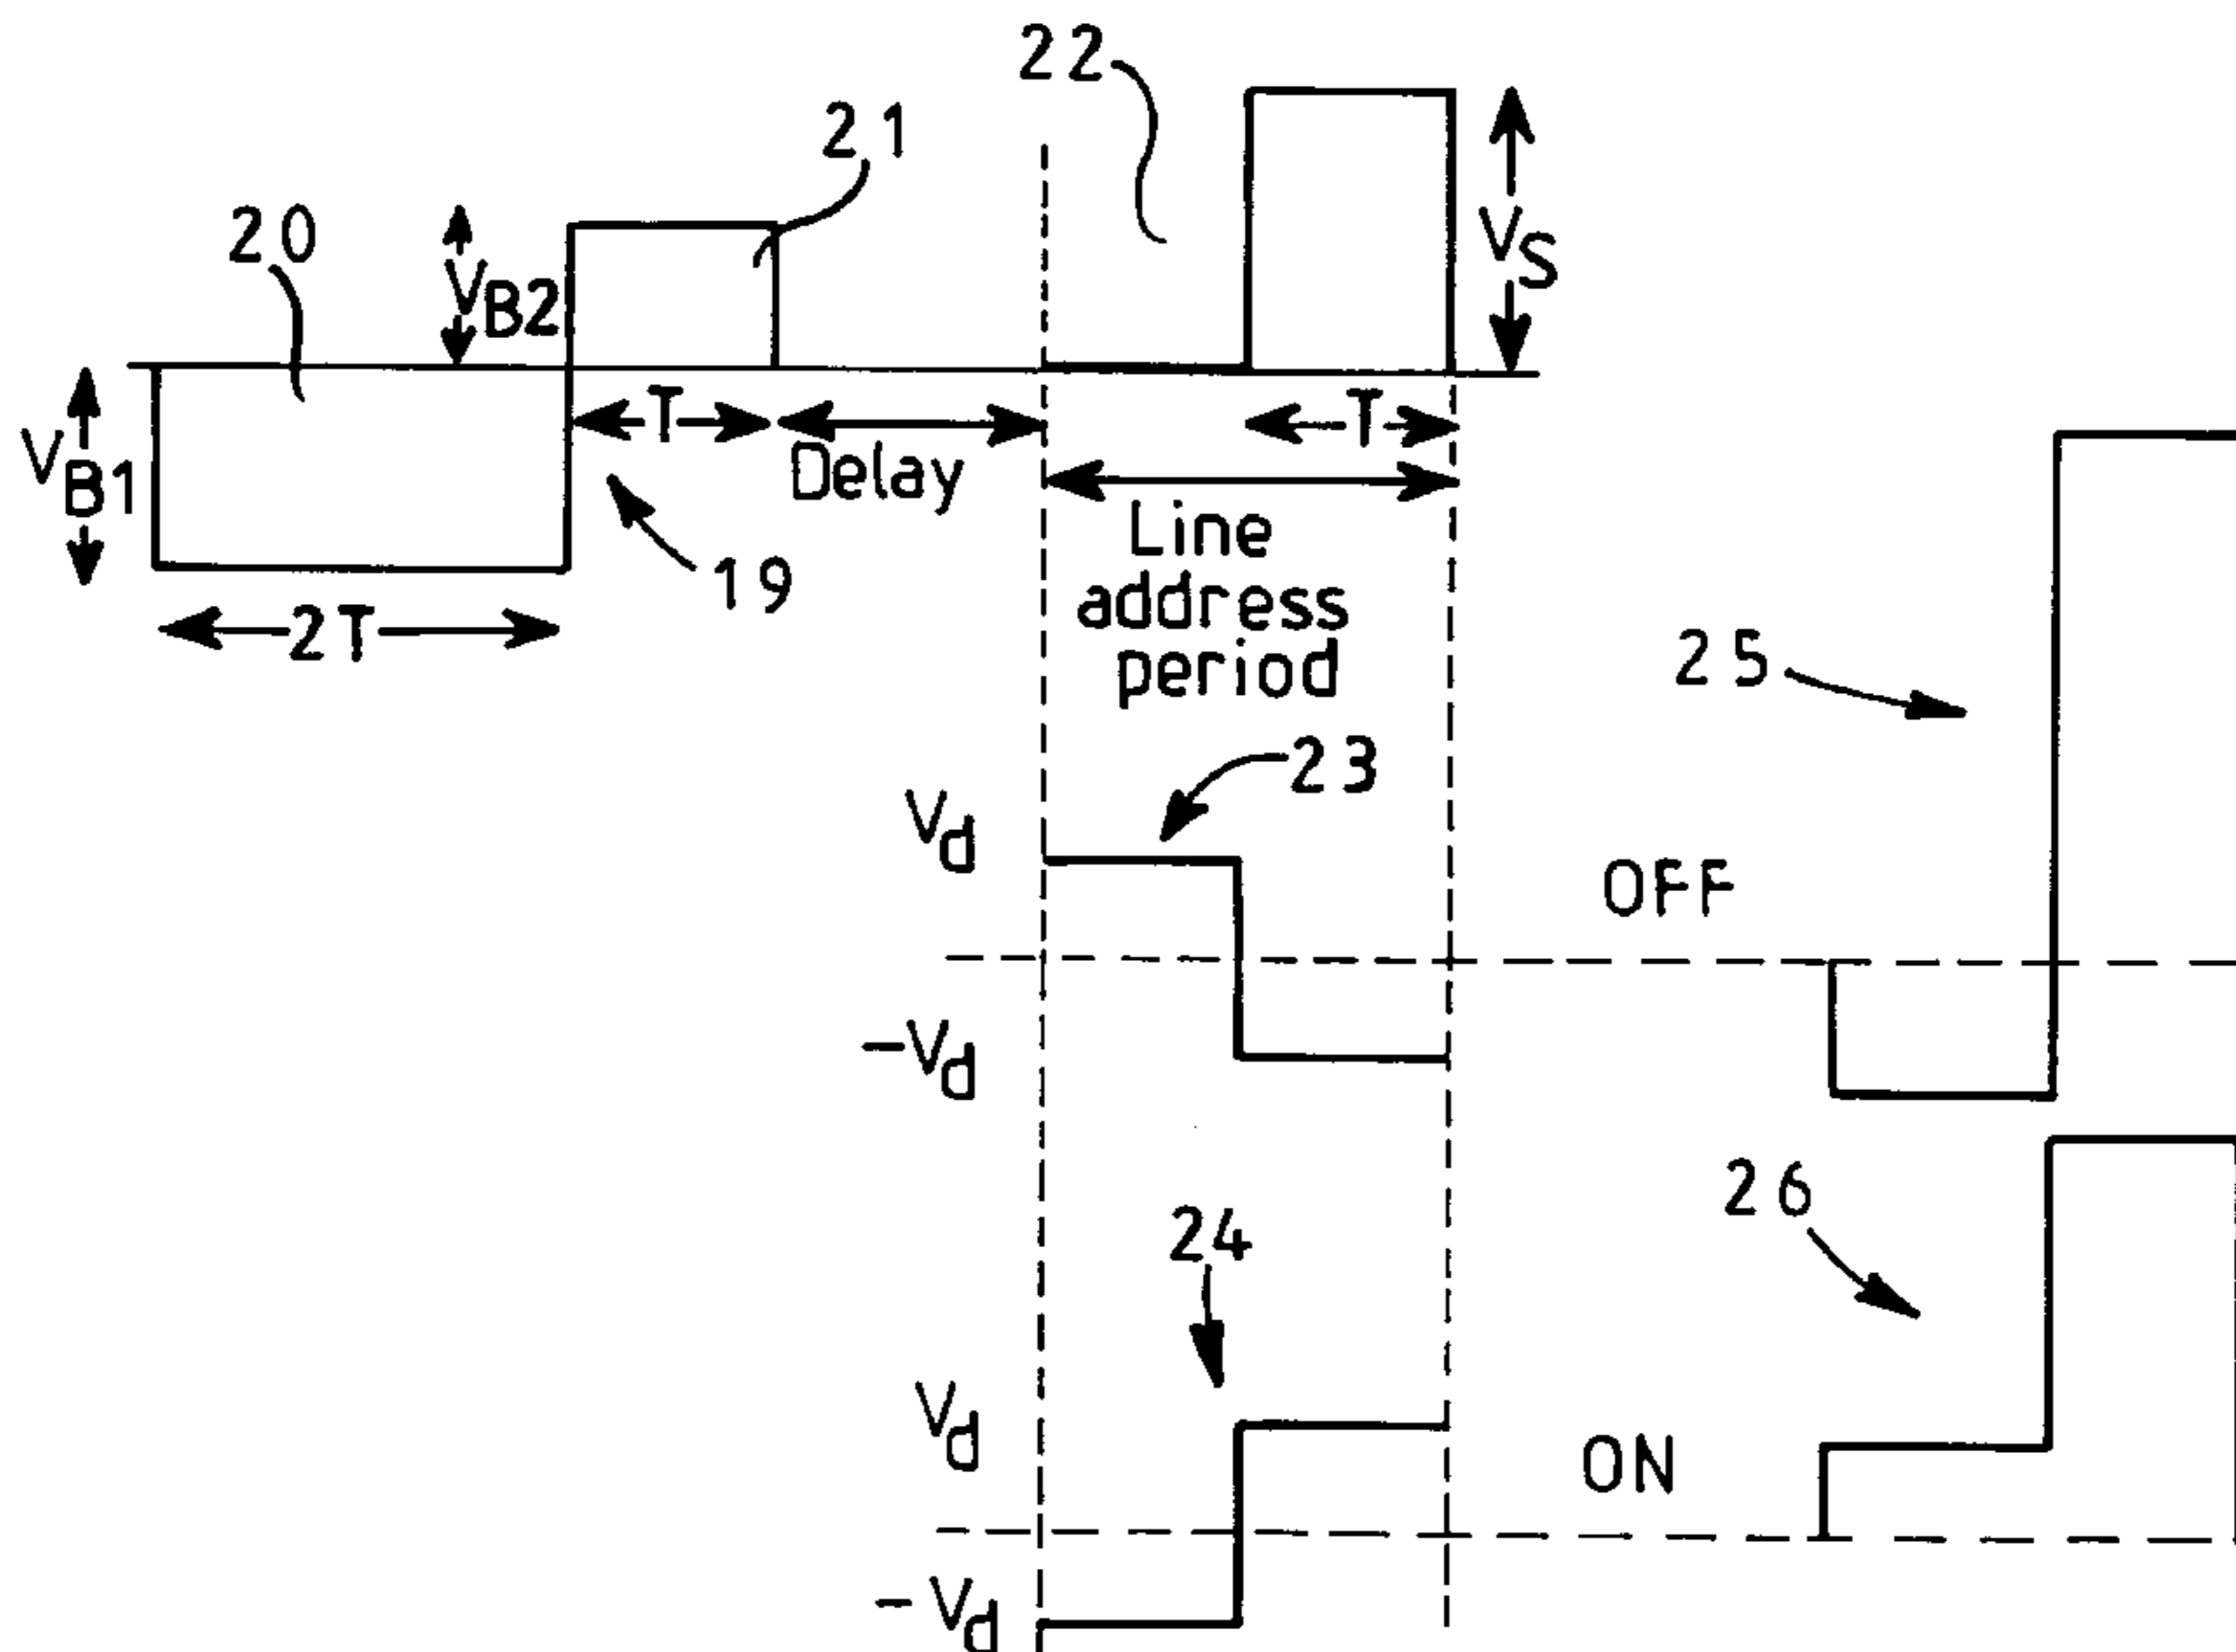 22
21
20
VB2
VS
VB1
T
T
Delay
Line
address
period
19
2T
25
23
Vd
OFF
-Vd
26
24
Vd
ON
-Vd